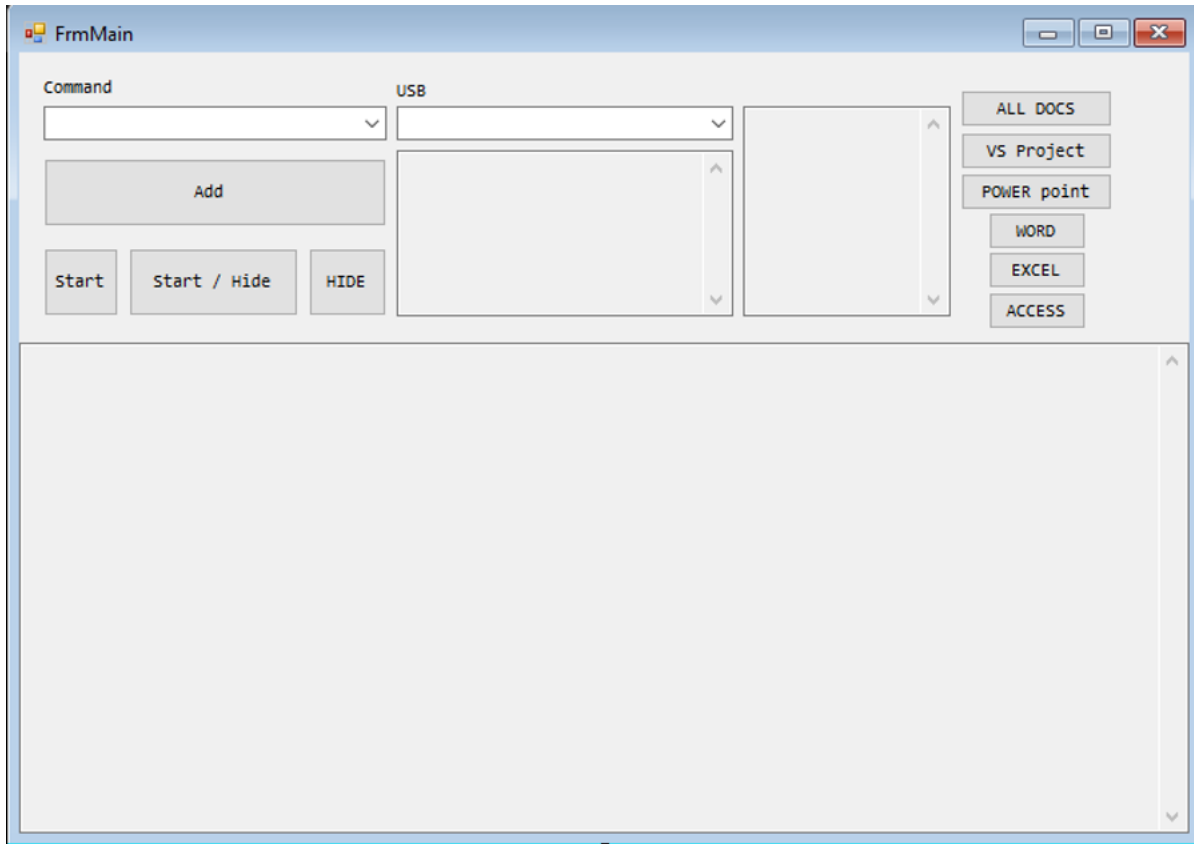 FrmMain
Command
USB
Add
Start
Start / Hide
HIDE
ALL DOCS
VS Project
POWER point
WORD
EXCEL
ACCESS